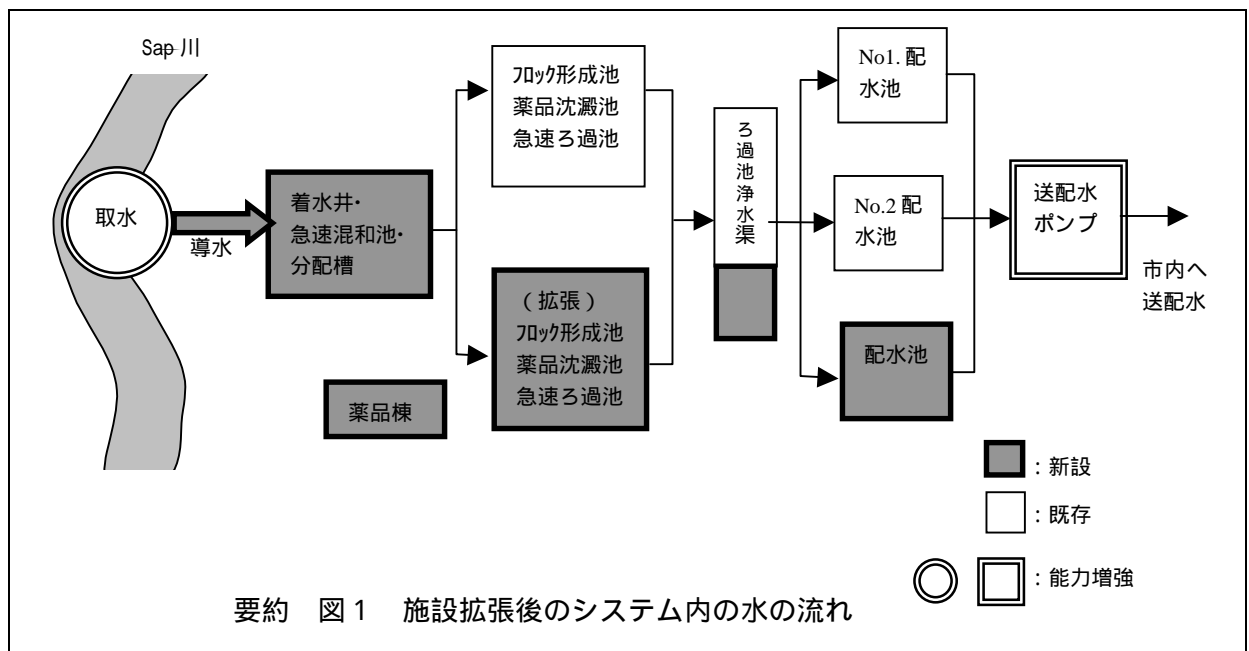 Sap 川
取水
導水
着水井・
急速混和池・
分配槽
薬品棟
フロック形成池
薬品沈澱池
急速ろ過池
(拡張)
フロック形成池
薬品沈澱池
急速ろ過池
ろ過池浄水渠
No1. 配
水池
No.2 配
水池
配水池
送配水
ポンプ
市内へ
送配水
:新設
:既存
:能力増強
要約 図1 施設拡張後のシステム内の水の流れ